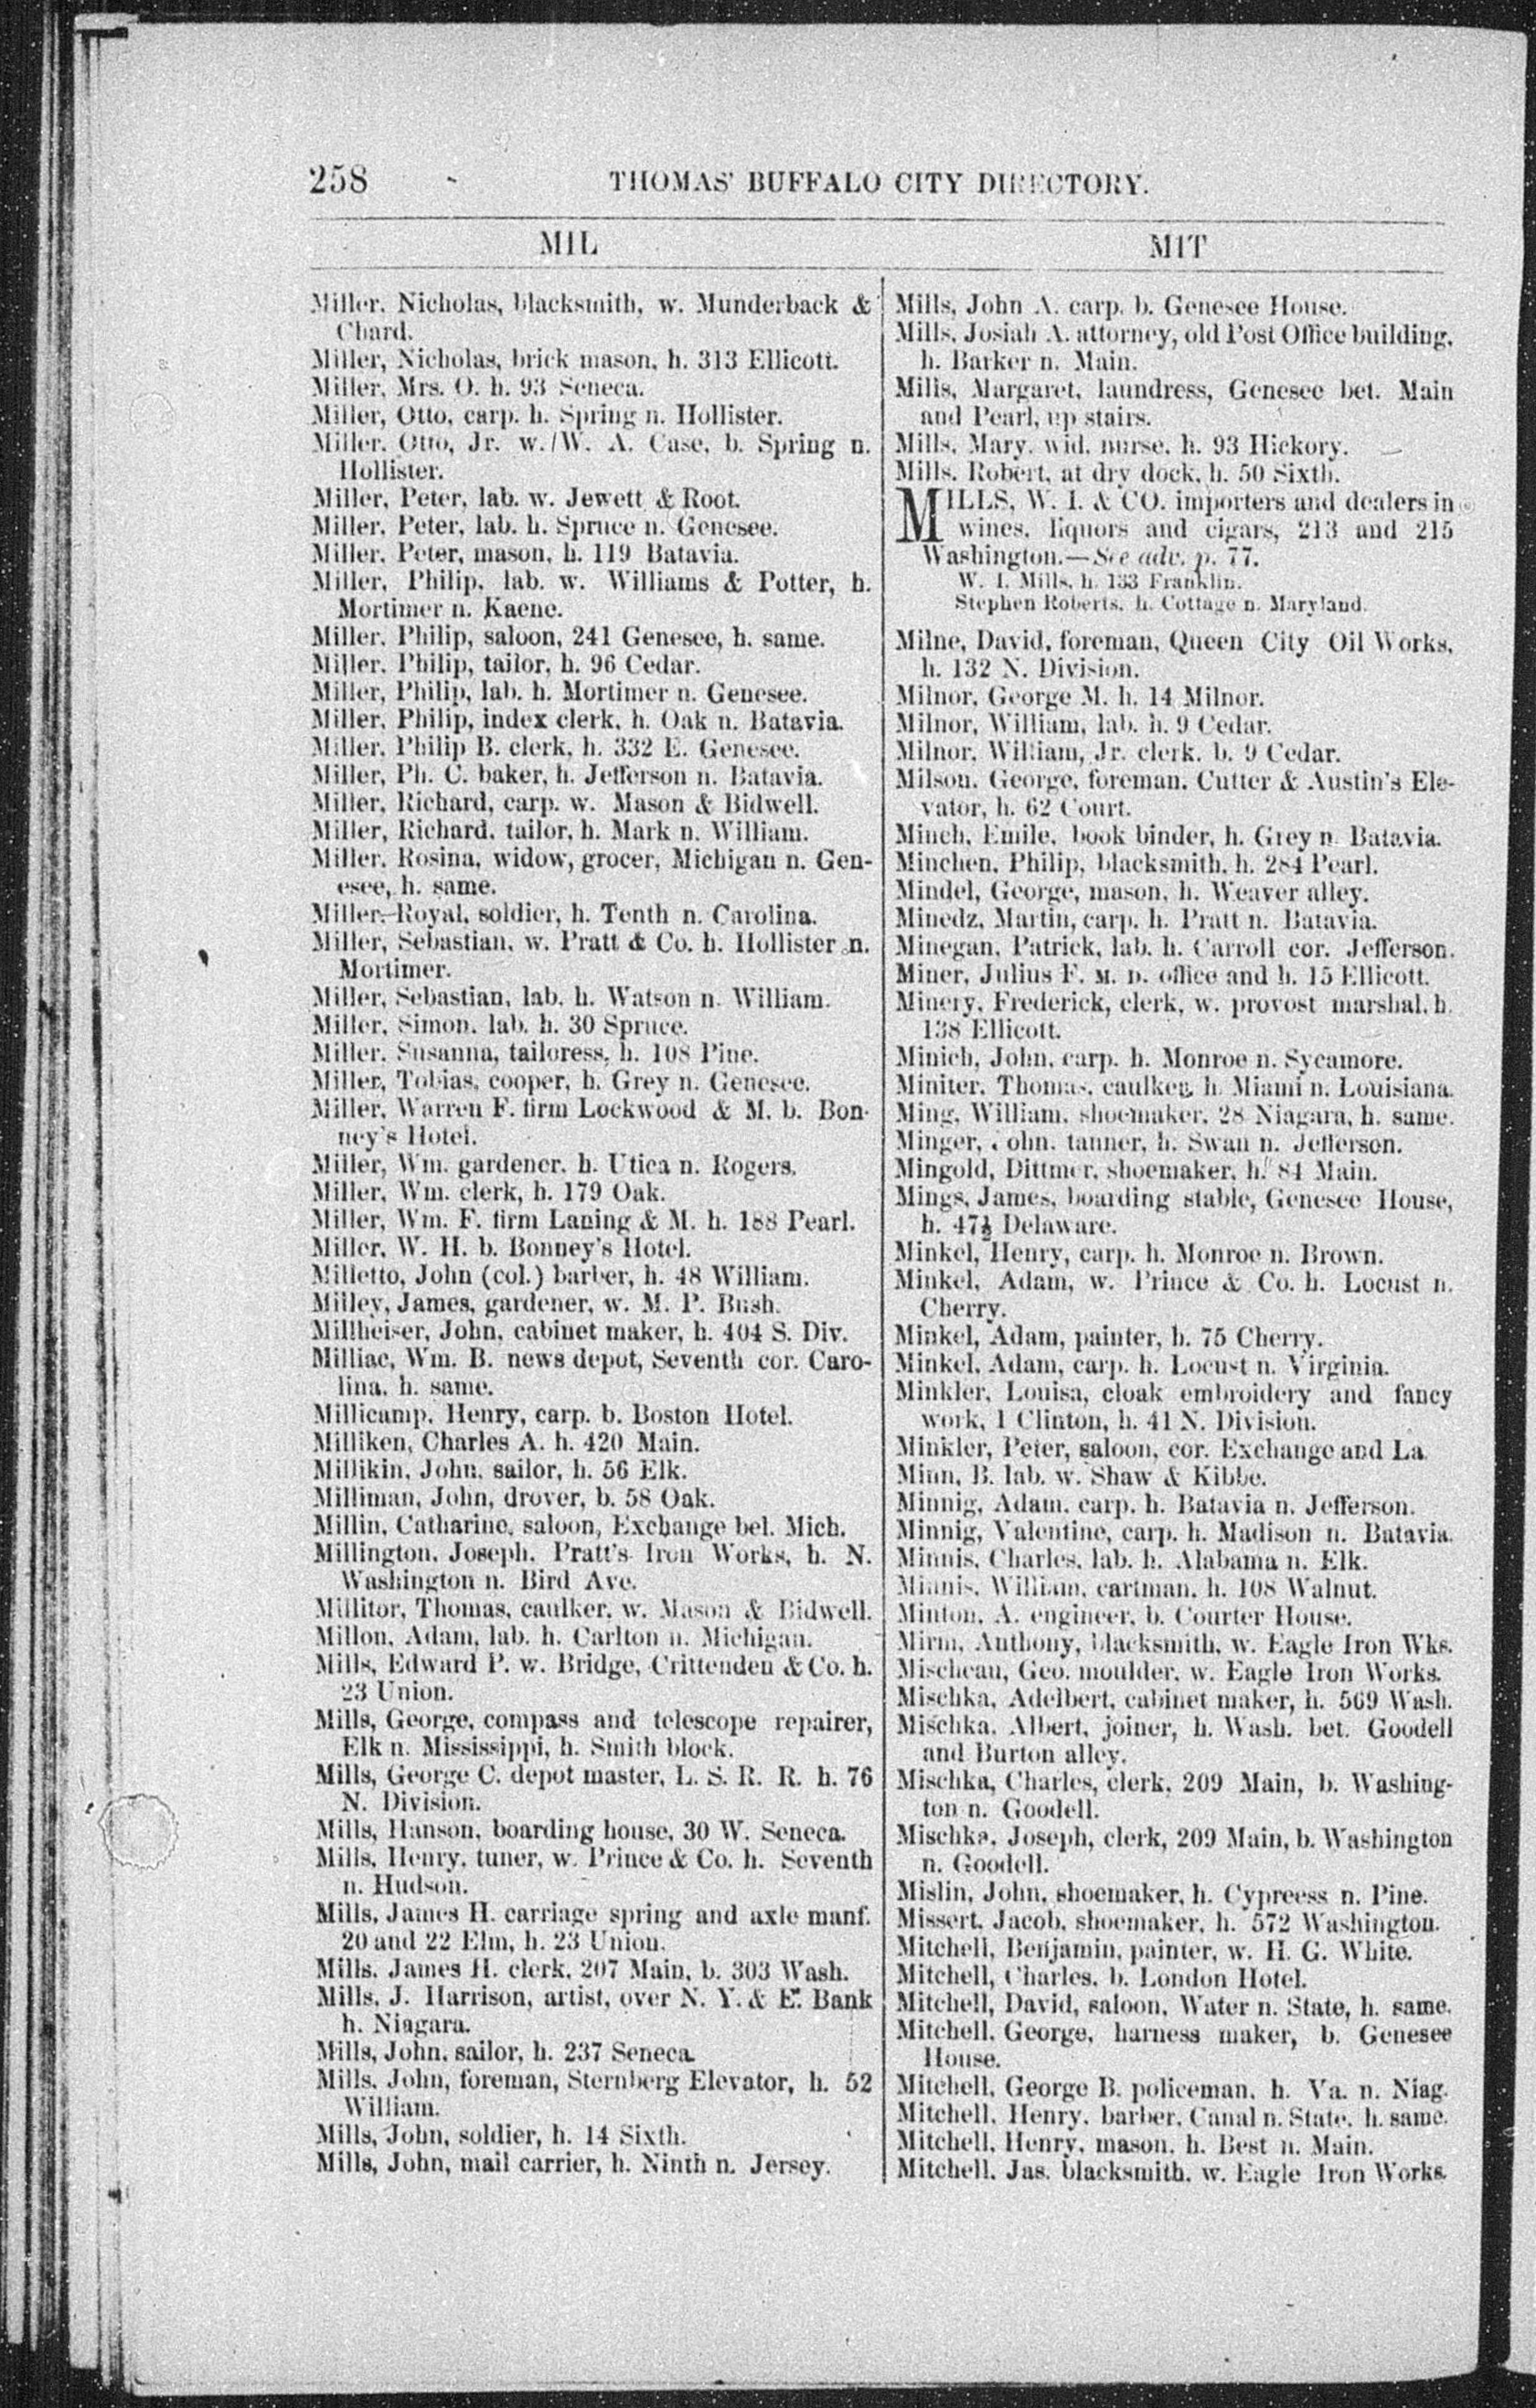 258
THOMAS' BUFFALO CITY DIRECTORY.
MIL
Miller, Nicholas, blacksmith, w. Munderback &
Chard.
Miller, Nicholas, brick mason, h. 313 Ellicott.
Miller, Mrs. O. h. 93 Seneca.
Miller, Otto, carp. h. Spring n. Hollister.
Miller, Otto, Jr. w. W. A. Case, b. Spring n.
Hollister.
Miller, Peter, lab. w. Jewett & Root.
Miller, Peter, lab. h. Spruce n. Genesee.
Miller, Peter, mason, h. 119 Batavia.
Miller, Philip, lab. w. Williams & Potter, h.
Mortimer n. Kaene.
Miller, Philip, saloon, 241 Genesee, h. same.
Miller, Philip, tailor, h. 96 Cedar.
Miller, Philip, lab. h. Mortimer n. Genesee.
Miller, Philip, index clerk, h. Oak n. Batavia.
Miller, Philip B. clerk, h. 332 E. Genesee.
Miller, Ph. C. baker, h. Jefferson n. Batavia.
Miller, Richard, carp. w. Mason & Bidwell.
Miller, Richard, tailor, h. Mark n. William.
Miller, Rosina, widow, grocer, Michigan n. Gen-
esee, h. same.
Miller, Royal, soldier, h. Tenth n. Carolina.
Miller, Sebastian, w. Pratt & Co. h. Hollister n.
Mortimer.
Miller, Sebastian, lab. h. Watson n. William.
Miller, Simon, lab. h. 30 Spruce.
Miller, Susanna, tailoress, h. 108 Pine.
Miller, Tobias, cooper, h. Grey n. Genesee.
Miller, Warren F. firm Lockwood & M. b. Bon-
ney's Hotel.
Miller, Wm. gardener, h. Utica n. Rogers.
Miller, Wm. clerk, h. 179 Oak.
Miller, Wm. F. firm Laning & M. h. 188 Pearl.
Miller, W. H. b. Bonney's Hotel.
Milletto, John (col.) barber, h. 48 William.
Milley, James, gardener, w. M. P. Bush.
Millheiser, John, cabinet maker, h. 404 S. Div.
Milliac, Wm. B. news depot, Seventh cor. Caro-
lina, h. same.
Millicamp, Henry, carp. b. Boston Hotel.
Milliken, Charles A. h. 420 Main.
Millikin, John, sailor, h. 56 Elk.
Milliman, John, drover, b. 58 Oak.
Millin, Catharine, saloon, Exchange bel. Mich.
Millington, Joseph, Pratt's Iron Works, h. N.
Washington n. Bird Ave.
Millitor, Thomas, caulker, w. Mason & Bidwell.
Millon, Adam, lab. h. Carlton n. Michigan.
Mills, Edward P. w. Bridge, Crittenden & Co. h.
23 Union.
Mills, George, compass and telescope repairer,
Elk n. Mississippi, h. Smith block.
Mills, George C. depot master, L. S. R. R. h. 76
N. Division.
Mills, Hanson, boarding house, 30 W. Seneca.
Mills, Henry, tuner, w. Prince & Co. h. Seventh
n. Hudson.
Mills, James H. carriage spring and axle manf.
20 and 22 Elm, h. 23 Union.
Mills, James H. clerk, 207 Main, b. 303 Wash.
Mills, J. Harrison, artist, over N. Y. & E. Bank
h. Niagara.
Mills, John, sailor, h. 237 Seneca
Mills, John, foreman, Sternberg Elevator, h. 52
William.
Mills, John, soldier, h. 14 Sixth.
Mills, John, mail carrier, h. Ninth n. Jersey.
MIT
Mills, John A. carp. b. Genesee House.
Mills, Josiah A. attorney, old Post Office building,
h. Barker n. Main.
Mills, Margaret, laundress, Genesee bet. Main
and Pearl, up stairs.
Mills, Mary, wid. nurse, h. 93 Hickory.
Mills, Robert, at dry dock, h. 50 Sixth.
MILLS, W. I. & CO. importers and dealers in
wines, liquors and cigars, 213 and 215
Washington.—See adv. p. 77.
W. I. Mills, h. 133 Franklin.
Stephen Roberts, h. Cottage n. Maryland.
Milne, David, foreman, Queen City Oil Works,
h. 132 N. Division.
Milnor, George M. h. 14 Milnor.
Milnor, William, lab. h. 9 Cedar.
Milnor, William, Jr. clerk, b. 9 Cedar.
Milson, George, foreman, Cutter & Austin's Ele-
vator, h. 62 Court.
Minch, Emile, book binder, h. Grey n. Batavia.
Minchen, Philip, blacksmith, h. 284 Pearl.
Mindel, George, mason, h. Weaver alley.
Minedz, Martin, carp. h. Pratt n. Batavia.
Minegan, Patrick, lab. h. Carroll cor. Jefferson.
Miner, Julius F. M. D. office and h. 15 Ellicott.
Minery, Frederick, clerk, w. provost marshal, h.
138 Ellicott.
Minich, John, carp. h. Monroe n. Sycamore.
Miniter, Thomas, caulker, h. Miami n. Louisiana.
Ming, William, shoemaker, 28 Niagara, h. same.
Minger, John, tanner, h. Swan n. Jefferson.
Mingold, Dittmer, shoemaker, h. 84 Main.
Mings, James, boarding stable, Genesee House,
h. 47½ Delaware.
Minkel, Henry, carp. h. Monroe n. Brown.
Minkel, Adam, w. Prince & Co. h. Locust n.
Cherry.
Minkel, Adam, painter, h. 75 Cherry.
Minkel, Adam, carp. h. Locust n. Virginia.
Minkler, Louisa, cloak embroidery and fancy
work, 1 Clinton, h. 41 N. Division.
Minkler, Peter, saloon, cor. Exchange and La
Minn, B. lab. w. Shaw & Kibbe.
Minnig, Adam, carp. h. Batavia n. Jefferson.
Minnig, Valentine, carp. h. Madison n. Batavia.
Minnis, Charles, lab. h. Alabama n. Elk.
Minnis, William, cartman, h. 108 Walnut.
Minton, A. engineer, b. Courter House.
Mirm, Anthony, blacksmith, w. Eagle Iron Wks.
Mischeau, Geo. moulder, w. Eagle Iron Works.
Mischka, Adelbert, cabinet maker, h. 569 Wash.
Mischka, Albert, joiner, h. Wash. bet. Goodell
and Burton alley.
Mischka, Charles, clerk, 209 Main, b. Washing-
ton n. Goodell.
Mischka, Joseph, clerk, 209 Main, b. Washington
n. Goodell.
Mislin, John, shoemaker, h. Cypreess n. Pine.
Missert, Jacob, shoemaker, h. 572 Washington.
Mitchell, Benjamin, painter, w. H. G. White.
Mitchell, Charles, b. London Hotel.
Mitchell, David, saloon, Water n. State, h. same.
Mitchell, George, harness maker, b. Genesee
House.
Mitchell, George B. policeman, h. Va. n. Niag.
Mitchell, Henry, barber, Canal n. State, h. same.
Mitchell, Henry, mason, h. Best n. Main.
Mitchell, Jas. blacksmith, w. Eagle Iron Works.